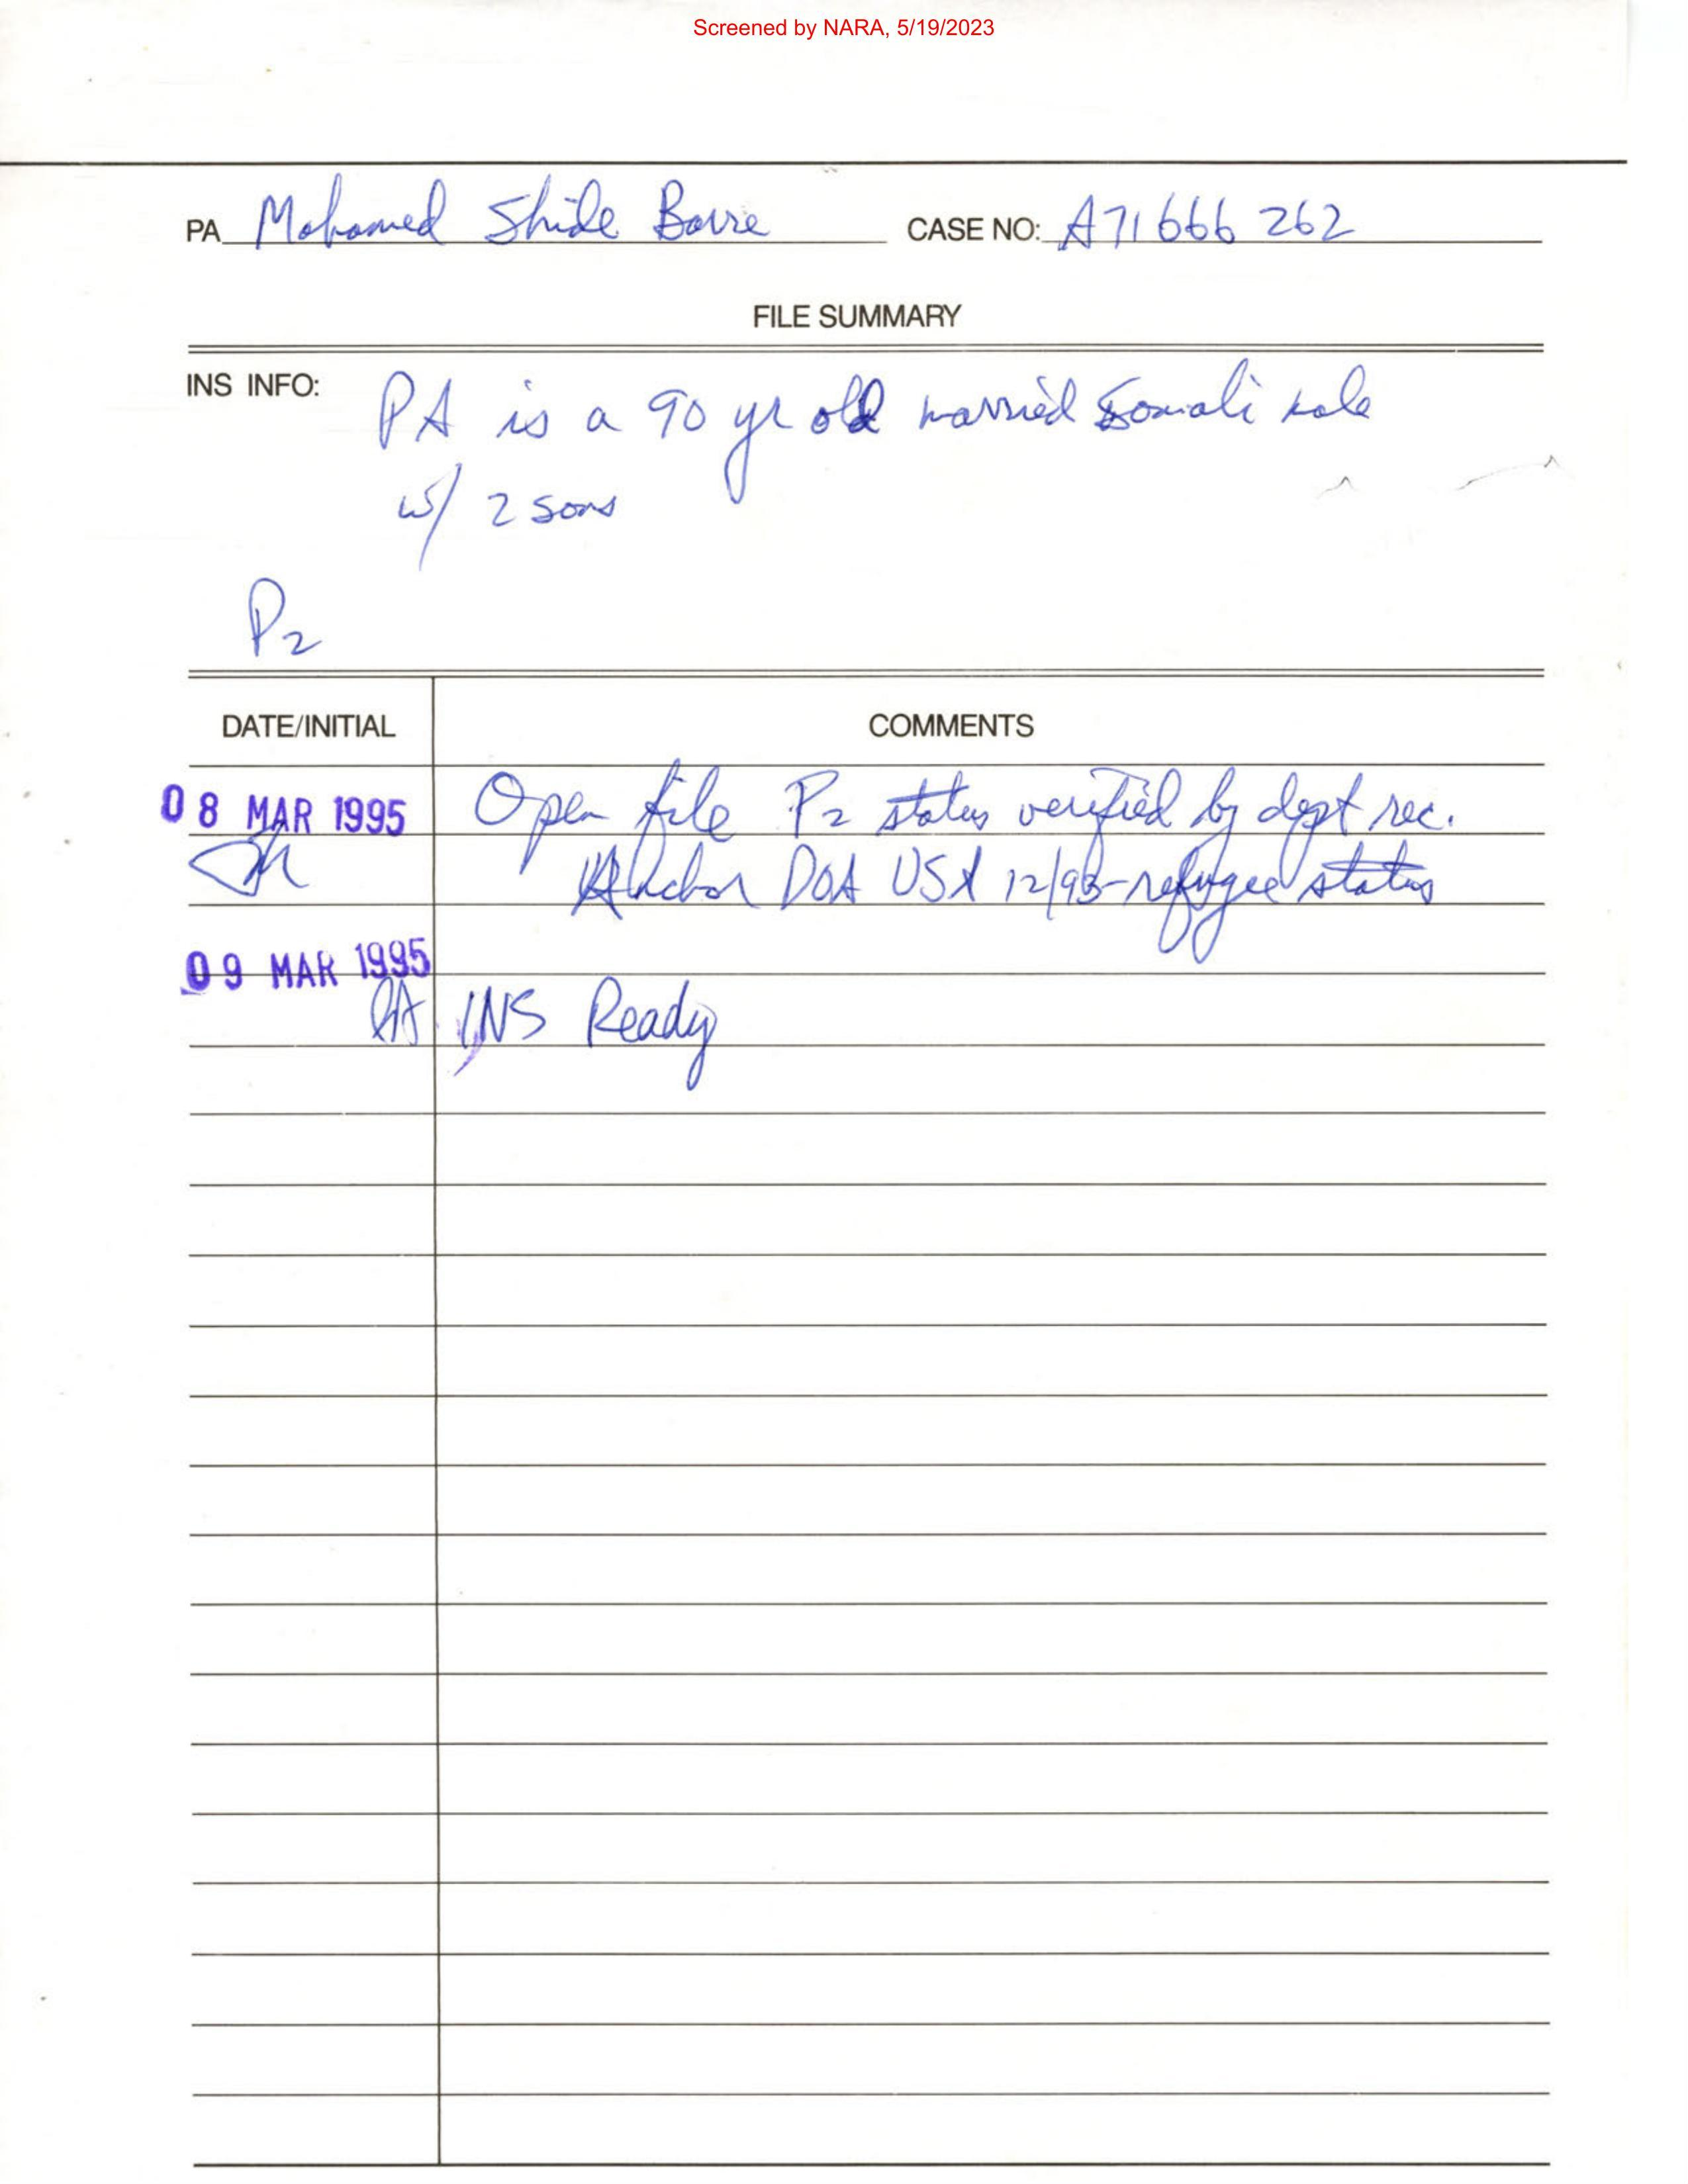 Screened by NARA, 5/19/2023
PA Mohamed Shide Barre CASE NO: A71 666 262
FILE SUMMARY
INS INFO: PA is a 90 yr old married Somali male
w/ 2 sons
P2
DATE/INITIAL COMMENTS
08 MAR 1995 Open file P2 status verified by dept rec.
Anchor DOA USA 12/93 - refugee status
09 MAR 1995
INS Ready